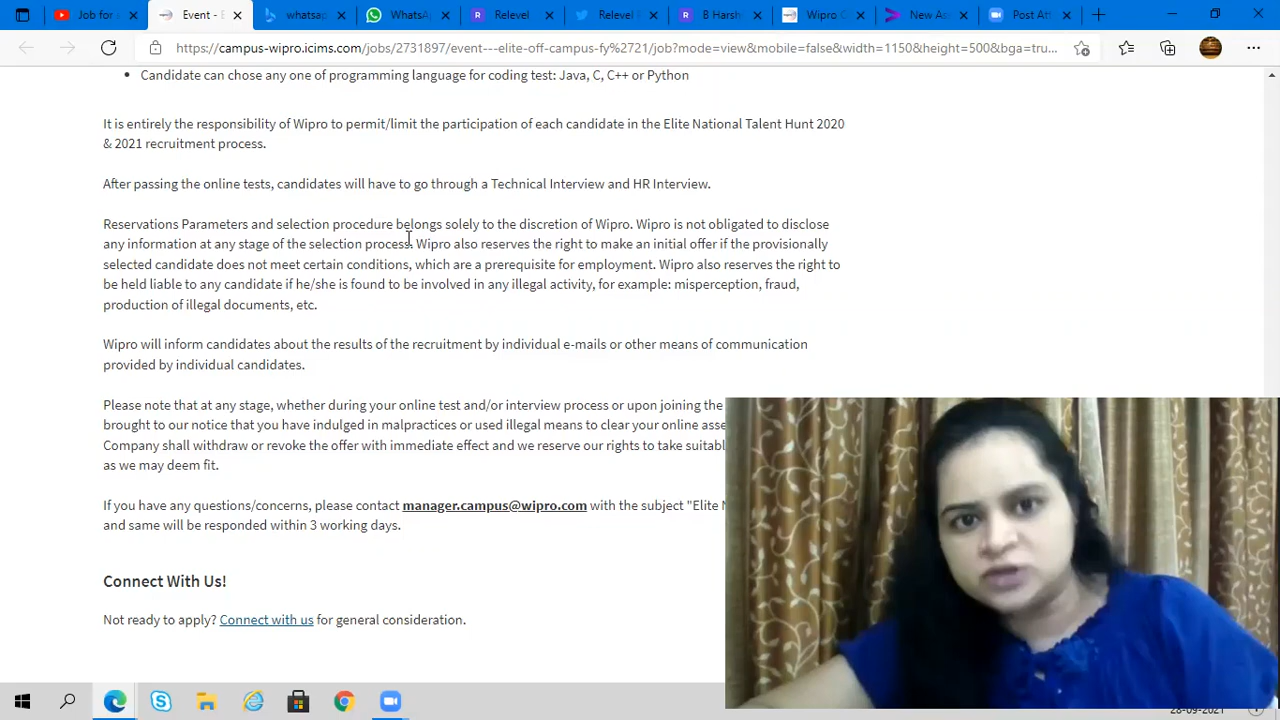 Job for
Event - E
whatsap
WhatsA
Relevel
Relevel
B Harsh
Wipro C
New As
Post Att
https://campus-wipro.icims.com/jobs/2731897/event---elite-off-campus-fy%2721/job?mode=view&mobile=false&width=1150&height=500&bga=tru...
• Candidate can chose any one of programming language for coding test: Java, C, C++ or Python
It is entirely the responsibility of Wipro to permit/limit the participation of each candidate in the Elite National Talent Hunt 2020
& 2021 recruitment process.
After passing the online tests, candidates will have to go through a Technical Interview and HR Interview.
Reservations Parameters and selection procedure belongs solely to the discretion of Wipro. Wipro is not obligated to disclose
any information at any stage of the selection process. Wipro also reserves the right to make an initial offer if the provisionally
selected candidate does not meet certain conditions, which are a prerequisite for employment. Wipro also reserves the right to
be held liable to any candidate if he/she is found to be involved in any illegal activity, for example: misperception, fraud,
production of illegal documents, etc.
Wipro will inform candidates about the results of the recruitment by individual e-mails or other means of communication
provided by individual candidates.
Please note that at any stage, whether during your online test and/or interview process or upon joining the
brought to our notice that you have indulged in malpractices or used illegal means to clear your online asse
Company shall withdraw or revoke the offer with immediate effect and we reserve our rights to take suitabl
as we may deem fit.
If you have any questions/concerns, please contact manager.campus@wipro.com with the subject "Elite N
and same will be responded within 3 working days.
Connect With Us!
Not ready to apply? Connect with us for general consideration.
28-09-2021